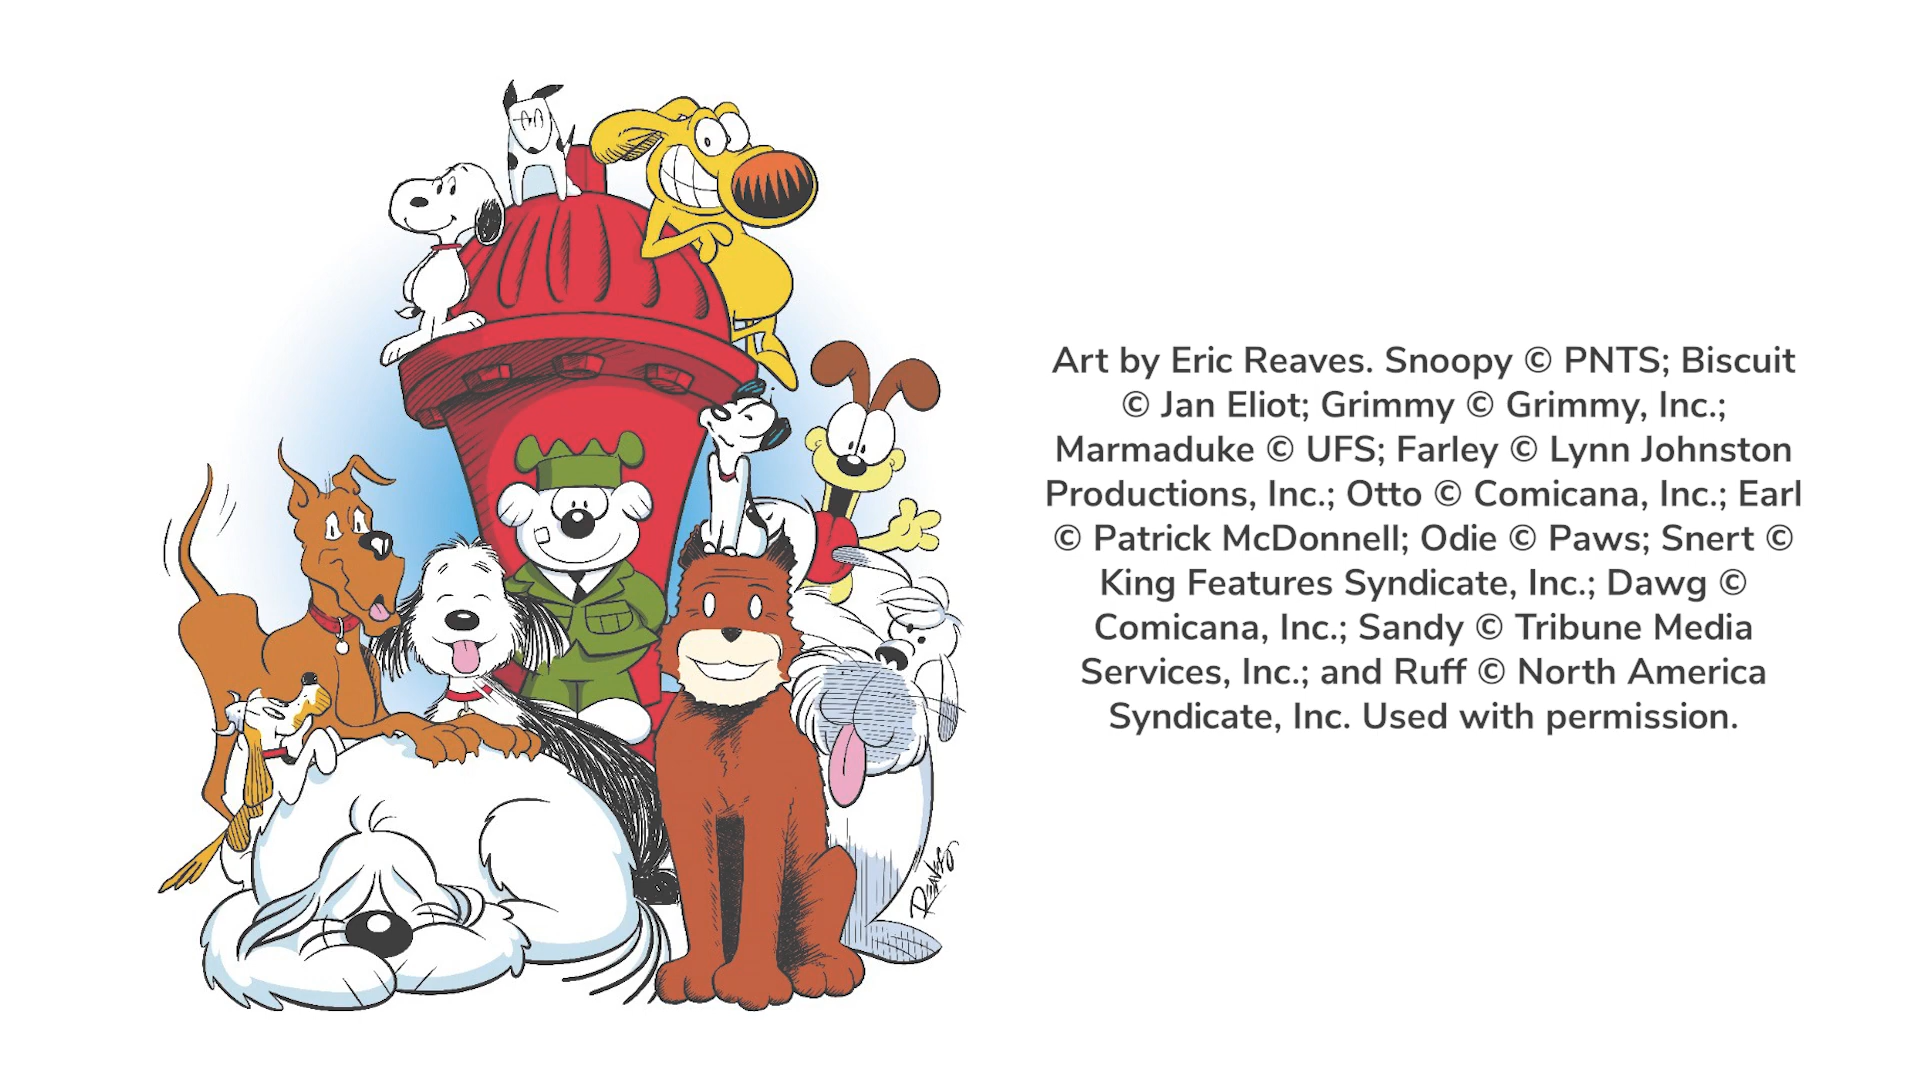 Art by Eric Reaves. Snoopy © PNTS; Biscuit
© Jan Eliot; Grimmy © Grimmy, Inc.;
Marmaduke © UFS; Farley © Lynn Johnston
Productions, Inc.; Otto © Comicana, Inc.; Earl
© Patrick McDonnell; Odie © Paws; Snert ©
King Features Syndicate, Inc.; Dawg ©
Comicana, Inc.; Sandy © Tribune Media
Services, Inc.; and Ruff © North America
Syndicate, Inc. Used with permission.
REAVES